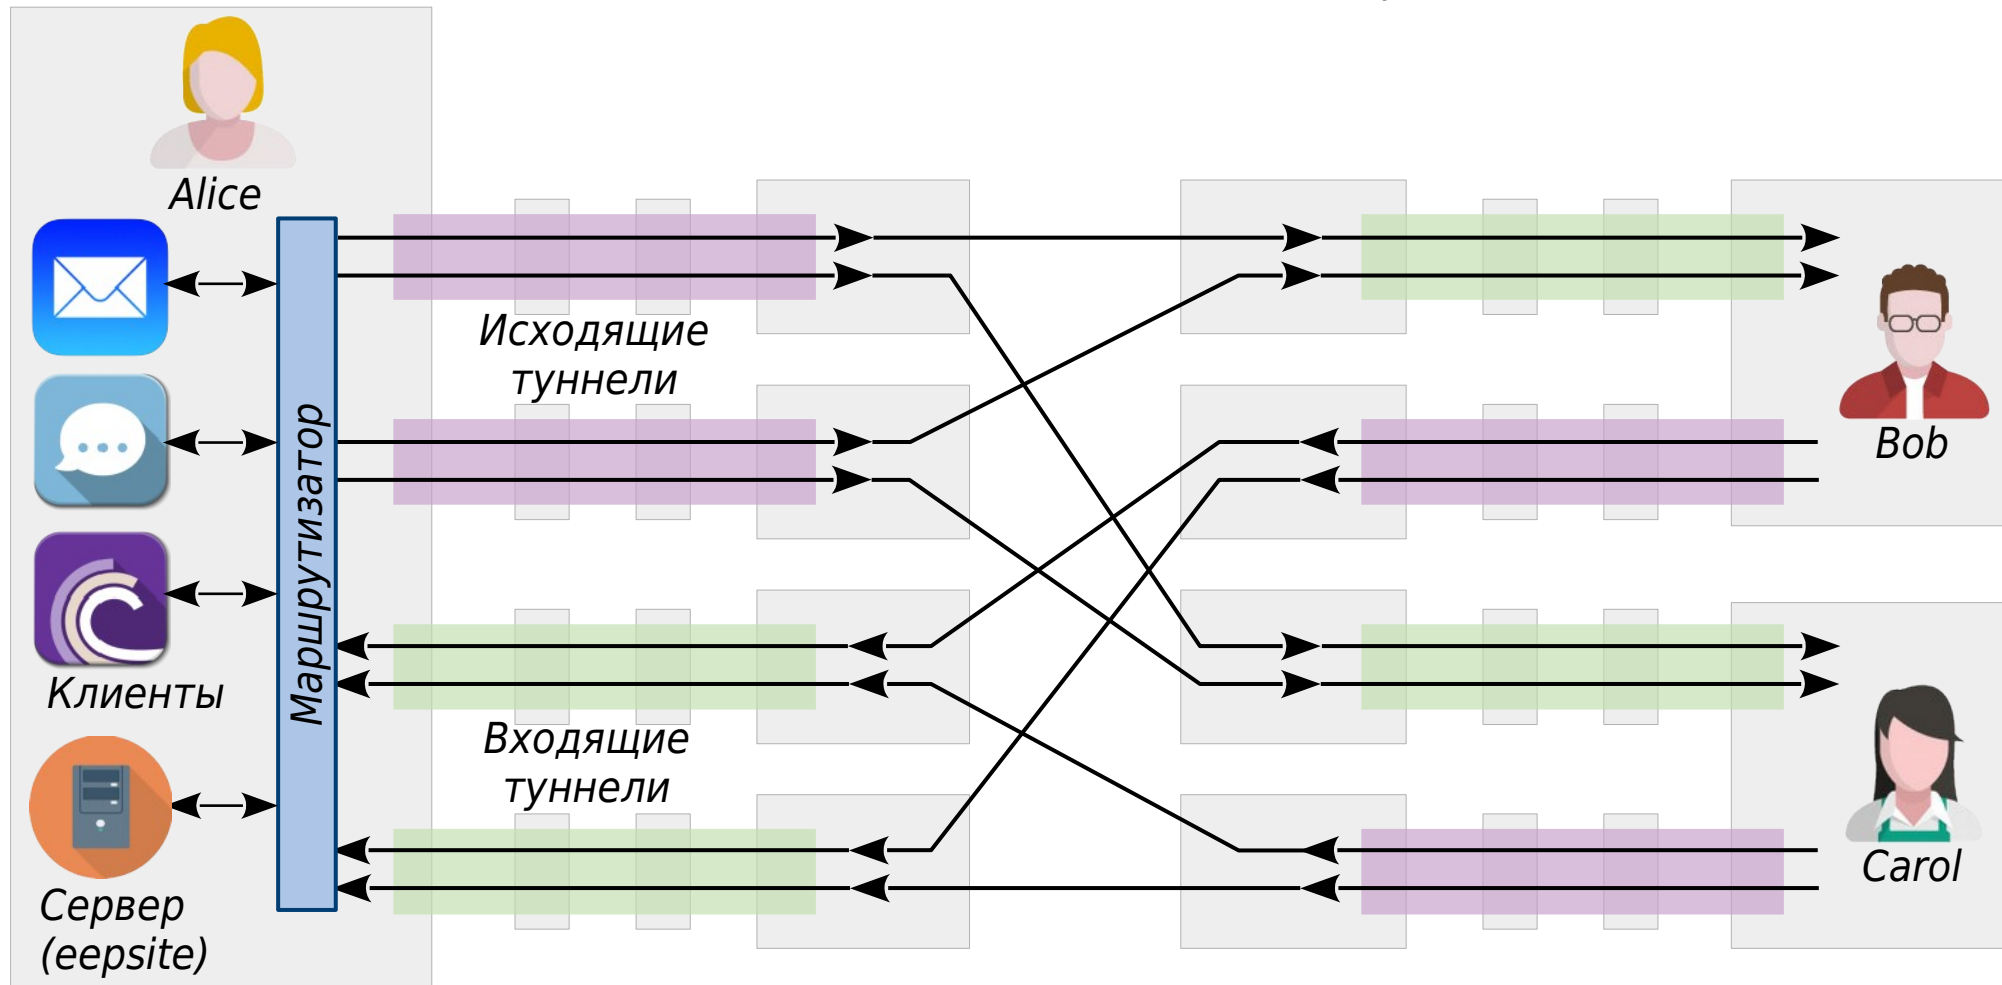 Alice
Исходящие
туннели
Маршрутизатор
Bob
Клиенты
Входящие
туннели
Carol
Сервер
(eepsite)